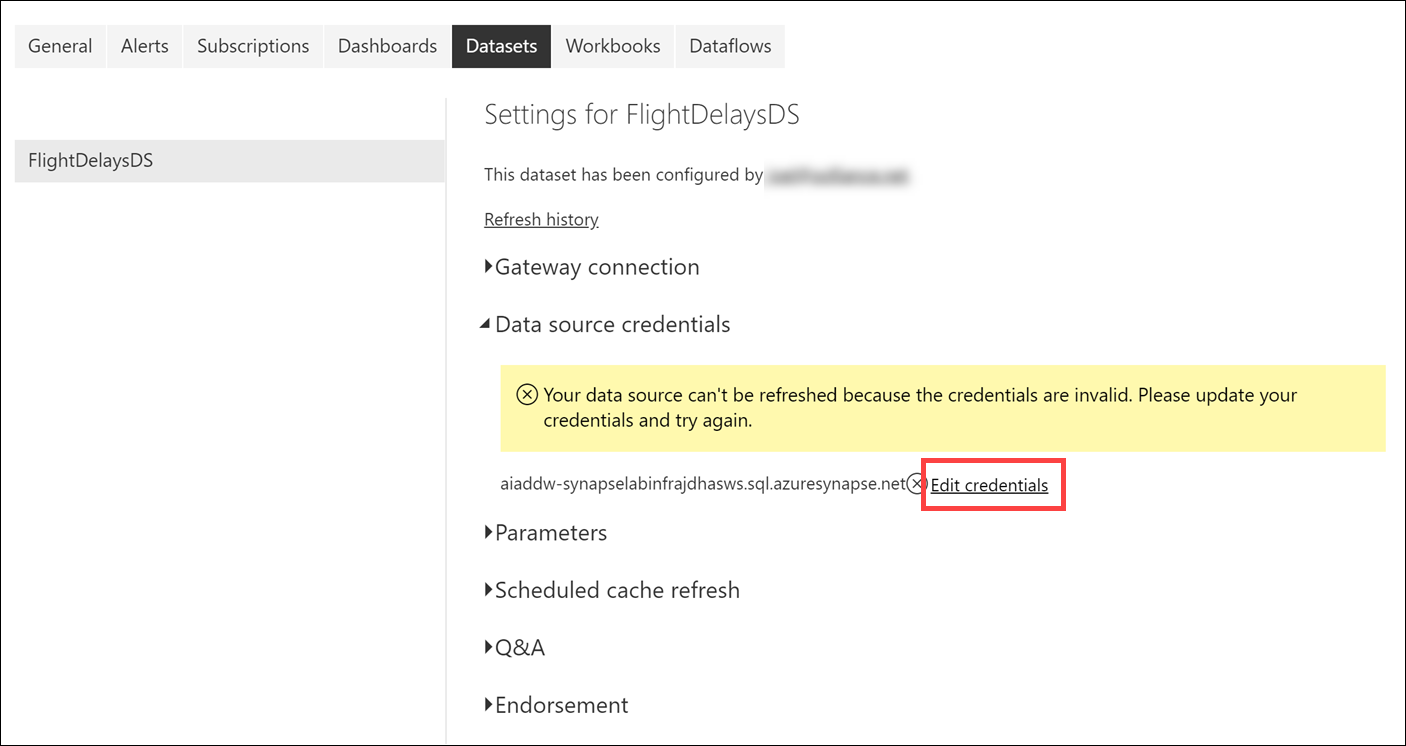 General Alerts Subscriptions Dashboards Datasets Workbooks Dataflows
FlightDelaysDS
Settings for FlightDelaysDS
This dataset has been configured by
Refresh history
Gateway connection
Data source credentials
Your data source can't be refreshed because the credentials are invalid. Please update your
credentials and try again.
aiaddw-synapselabinfrajdhasws.sql.azuresynapse.net Edit credentials
Parameters
Scheduled cache refresh
Q&A
Endorsement